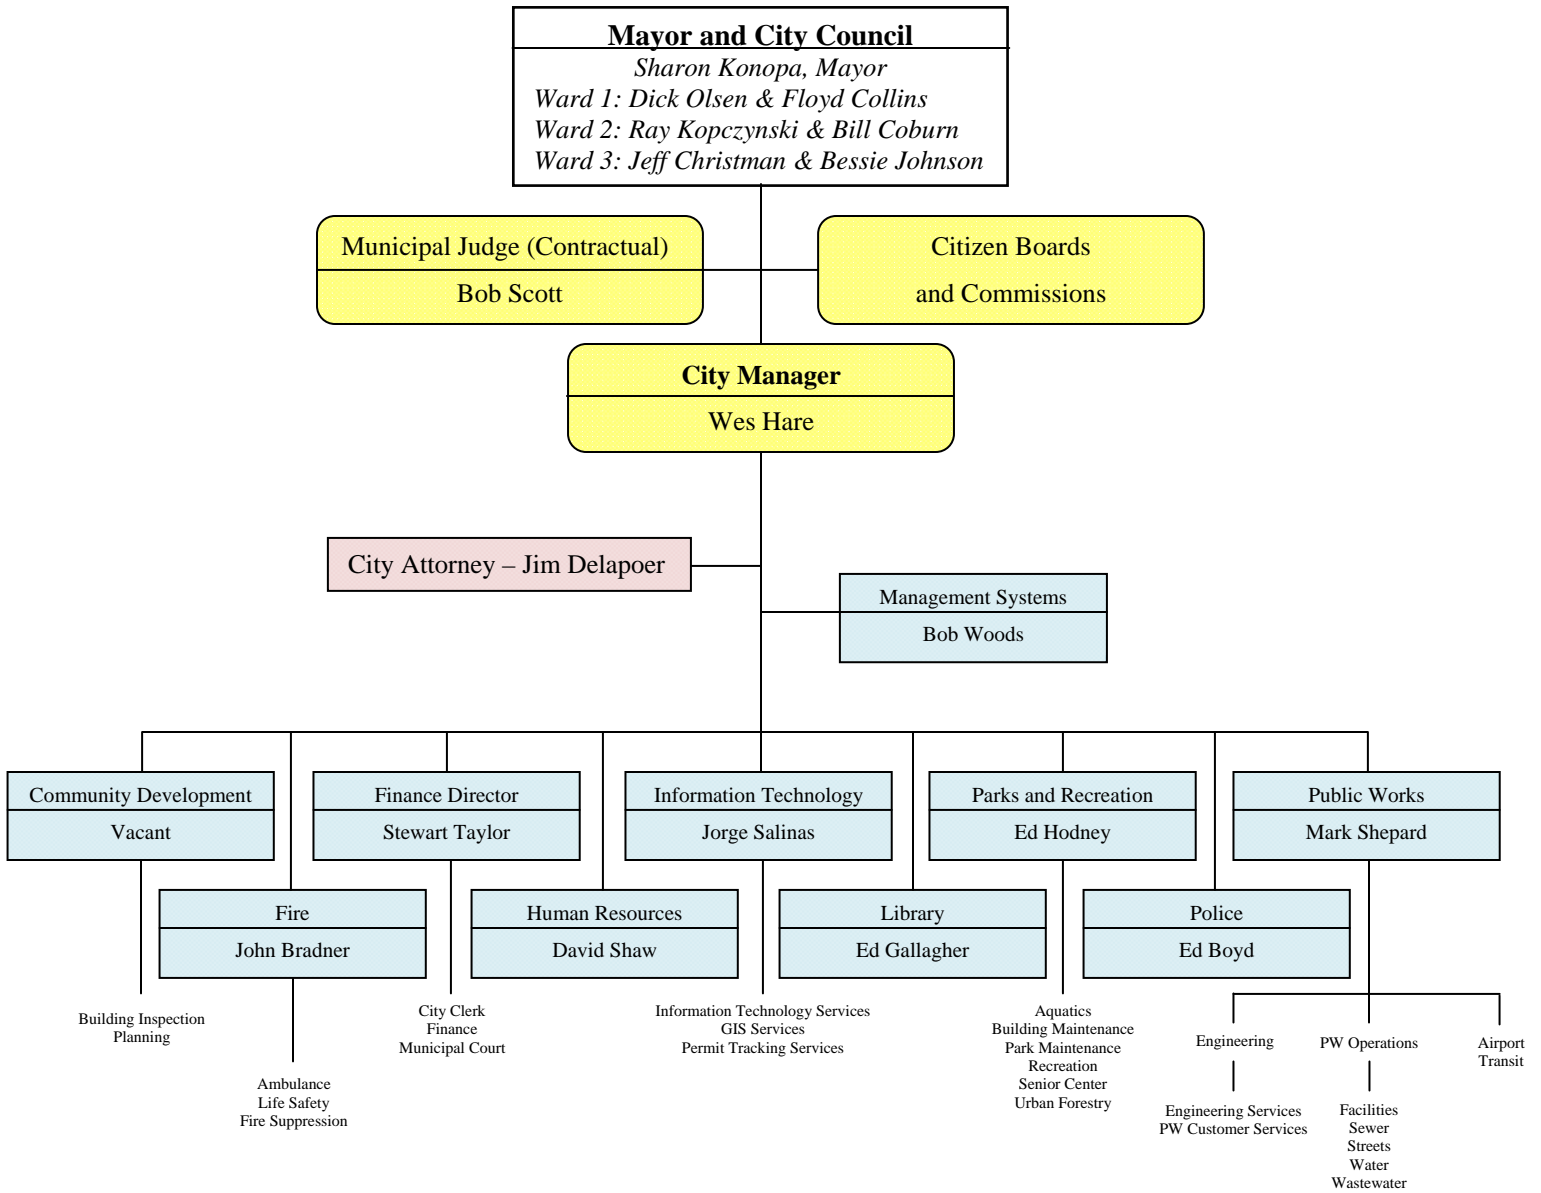 Mayor and City Council
Sharon Konopa, Mayor
Ward 1: Dick Olsen & Floyd Collins
Ward 2: Ray Kopczynski & Bill Coburn
Ward 3: Jeff Christman & Bessie Johnson
Municipal Judge (Contractual)
Bob Scott
Citizen Boards
and Commissions
City Manager
Wes Hare
City Attorney – Jim Delapoer
Management Systems
Bob Woods
Community Development
Vacant
Finance Director
Stewart Taylor
Information Technology
Jorge Salinas
Parks and Recreation
Ed Hodney
Public Works
Mark Shepard
Fire
John Bradner
Human Resources
David Shaw
Library
Ed Gallagher
Police
Ed Boyd
Building Inspection
Planning
Ambulance
Life Safety
Fire Suppression
City Clerk
Finance
Municipal Court
Information Technology Services
GIS Services
Permit Tracking Services
Aquatics
Building Maintenance
Park Maintenance
Recreation
Senior Center
Urban Forestry
Engineering
Engineering Services
PW Customer Services
PW Operations
Facilities
Sewer
Streets
Water
Wastewater
Airport
Transit